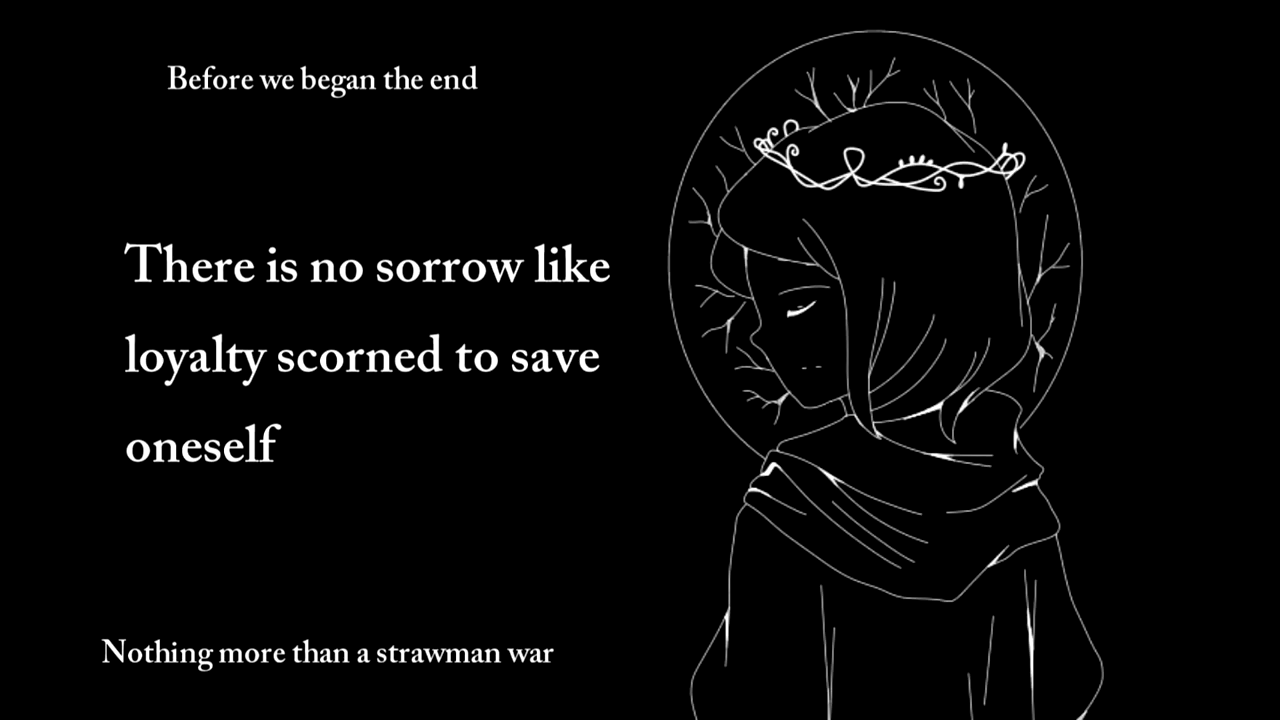 Before we began the end
There is no sorrow like
loyalty scorned to save
oneself
Nothing more than a strawman war